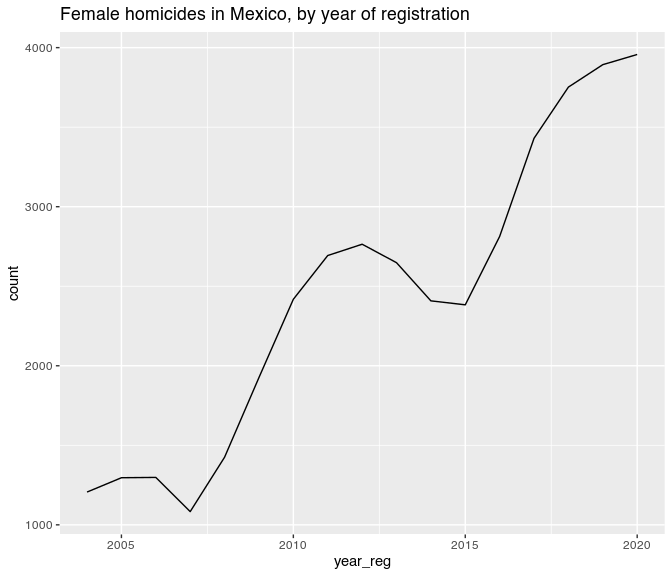 Female homicides in Mexico, by year of registration
4000
3000
2000
1000
count
2005 2010 2015 2020
year_reg